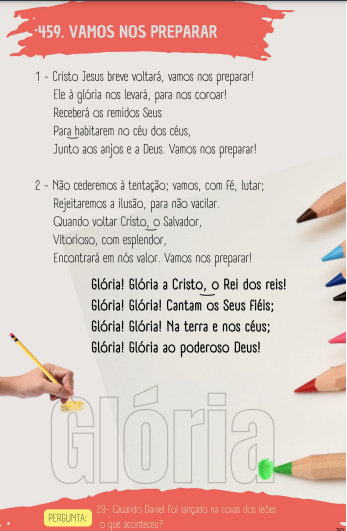 459. VAMOS NOS PREPARAR
1 - Cristo Jesus breve voltará, vamos nos preparar!
Ele à glória nos levará, para nos coroar!
Receberá os remidos Seus
Para habitarem no céu dos céus,
Junto aos anjos e a Deus. Vamos nos preparar!
2 - Não cederemos à tentação; vamos, com fé, lutar;
Rejeitaremos a ilusão, para não vacilar.
Quando voltar Cristo, o Salvador,
Vitorioso, com esplendor,
Encontrará em nós valor. Vamos nos preparar!
Glória! Glória a Cristo, o Rei dos reis!
Glória! Glória! Cantam os Seus fiéis;
Glória! Glória! Na terra e nos céus;
Glória! Glória ao poderoso Deus!
Glória
PERGUNTA: 29- Quando Daniel foi lançado na covas dos leões
o que aconteceu?